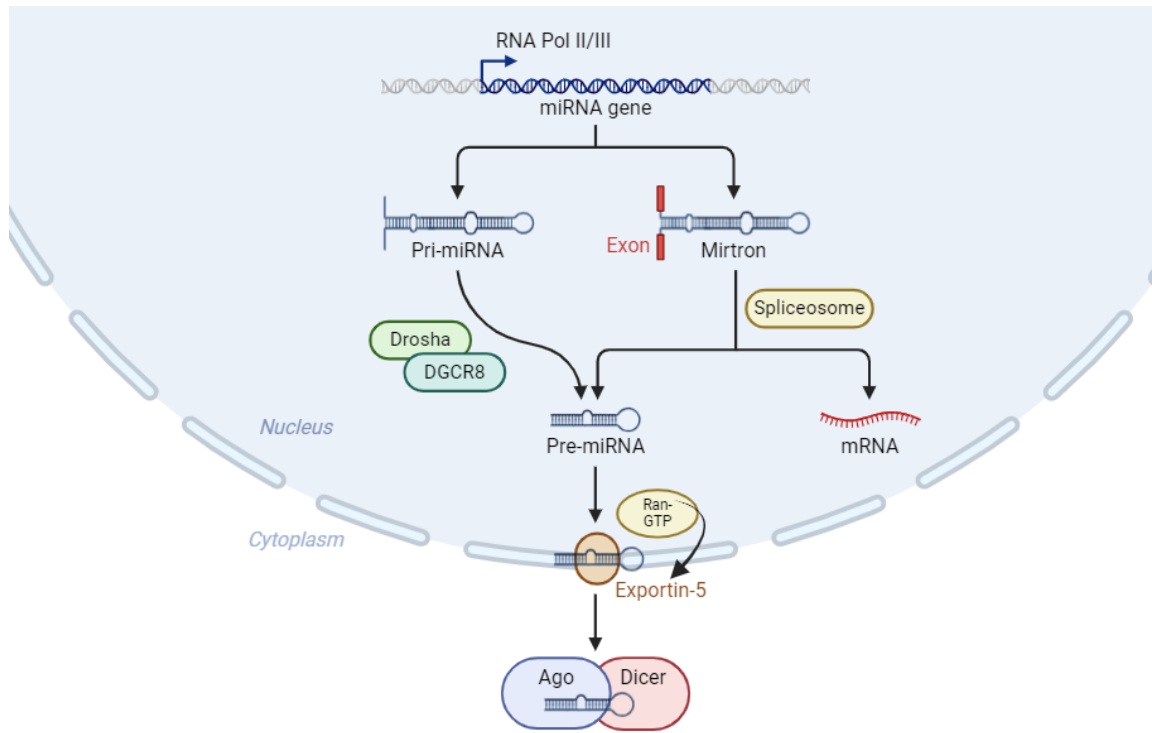 RNA Pol II/III
miRNA gene
Pri-miRNA
Exon
Mirtron
Spliceosome
Drosha
DGCR8
Nucleus
Pre-miRNA
mRNA
Ran-
GTP
Cytoplasm
Exportin-5
Ago
Dicer